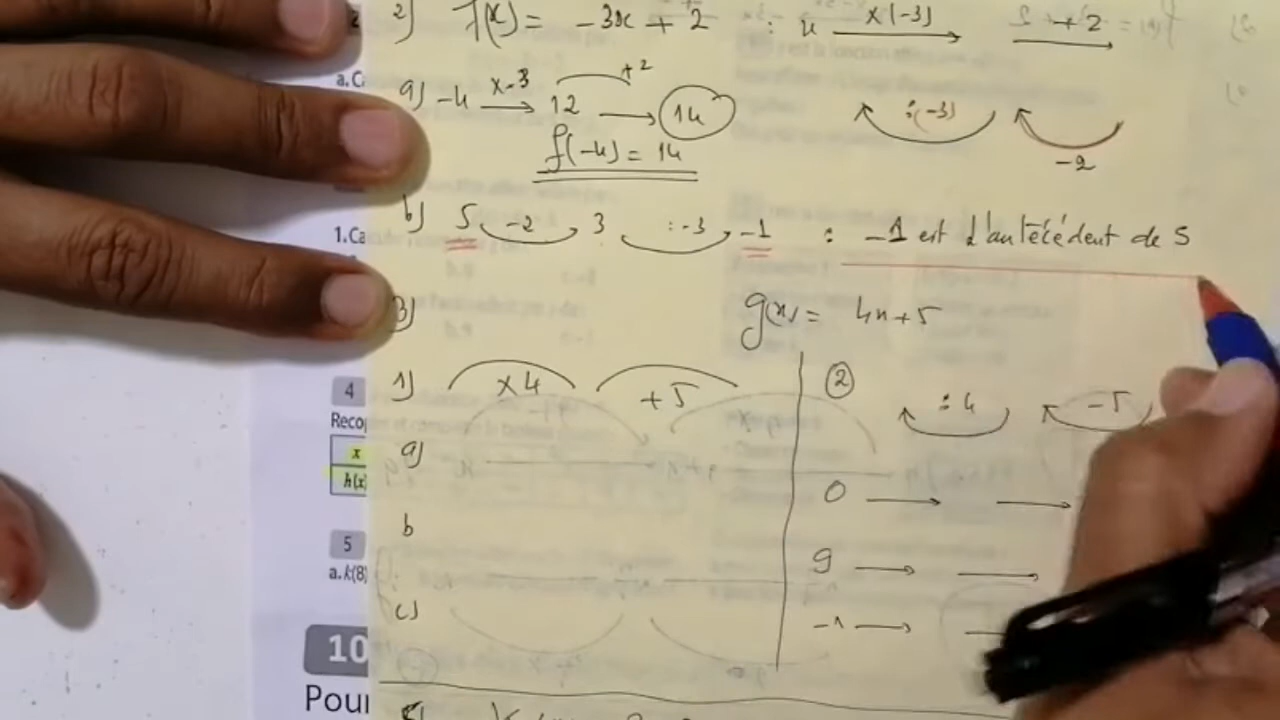 2) f(x) = -3x + 2 : x ×(-3) +2
a) -4 ×-3 12 +2 14
:(-3) -2
f(-4) = 14
b) 5 -2 3 :-3 -1 : -1 est l'antécédent de 5
3) g(x) = 4x+5
1) ×4 +5
② :4 -5
a)
0
b
9
c)
-1
a. C
1. Ca
4
Reco
x
h(x)
5
a. k(8)
10
Pour